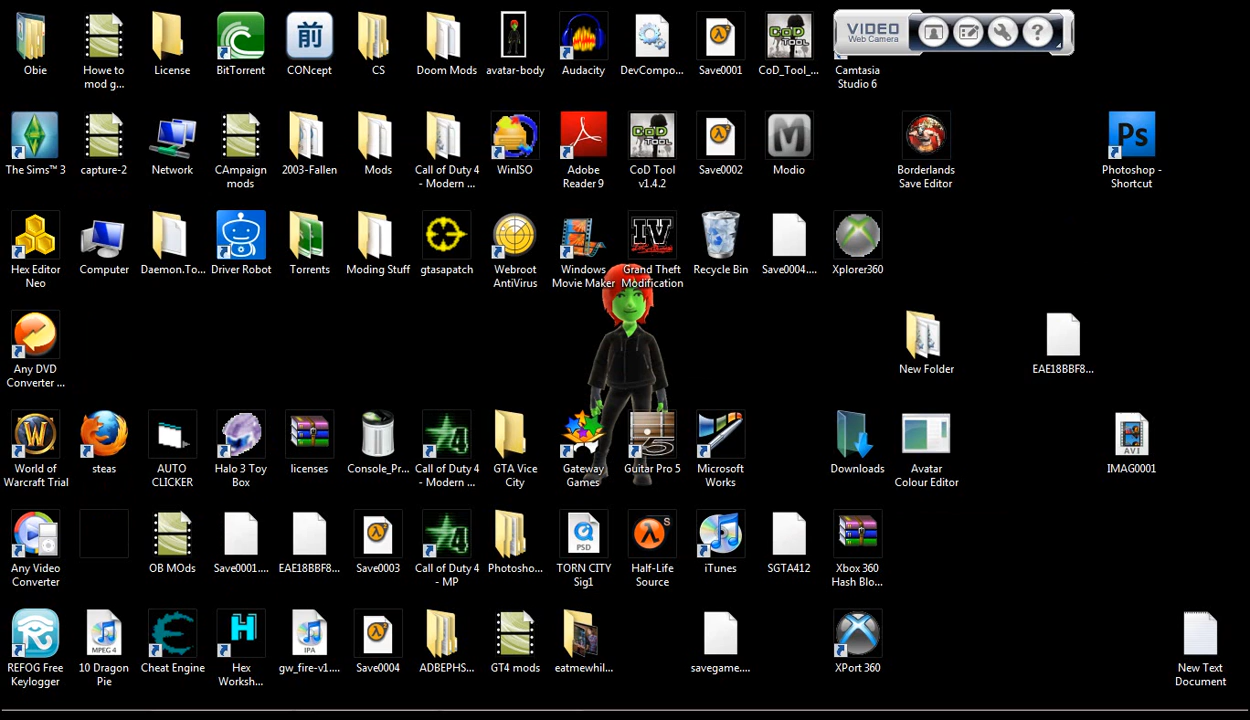 VIDEO
Web Camera
前
Obie
Howe to
mod g...
License
BitTorrent
CONcept
CS
Doom Mods
avatar-body
Audacity
DevCompo...
Save0001
CoD_Tool_...
Camtasia
Studio 6
The Sims™ 3
capture-2
Network
CAmpaign
mods
2003-Fallen
Mods
Call of Duty 4
- Modern ...
WinISO
Adobe
Reader 9
CoD Tool
v1.4.2
Save0002
Modio
Borderlands
Save Editor
Ps
Photoshop -
Shortcut
Hex Editor
Neo
Computer
Daemon.To...
Driver Robot
Torrents
Moding Stuff
gtasapatch
Webroot
AntiVirus
Windows
Movie Maker
IV
Grand Theft
Modification
Recycle Bin
Save0004....
Xplorer360
Any DVD
Converter ...
New Folder
EAE18BBF8...
World of
Warcraft Trial
steas
AUTO
CLICKER
Halo 3 Toy
Box
licenses
Console_Pr...
Call of Duty 4
- Modern ...
GTA Vice
City
Gateway
Games
Guitar Pro 5
Microsoft
Works
Downloads
Avatar
Colour Editor
AVI
IMAG0001
Any Video
Converter
OB MOds
Save0001....
EAE18BBF8...
Save0003
Call of Duty 4
- MP
Photosho...
PSD
TORN CITY
Sig1
Half-Life
Source
iTunes
SGTA412
Xbox 360
Hash Blo...
REFOG Free
Keylogger
MPEG 4
10 Dragon
Pie
Cheat Engine
Hex
Worksh...
IPA
gw_fire-v1....
Save0004
ADBEPHS...
GT4 mods
eatmewhil...
savegame....
XPort 360
New Text
Document